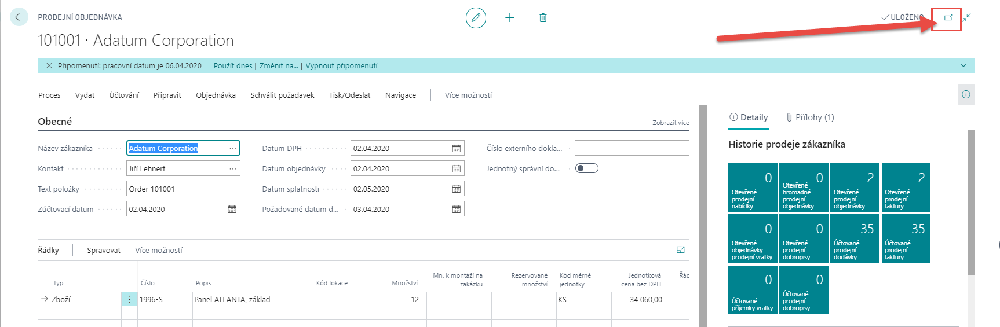 PRODEJNÍ OBJEDNÁVKA
ULOŽENO
101001 · Adatum Corporation
Připomenutí: pracovní datum je 06.04.2020 Použít dnes | Změnit na... | Vypnout připomenutí
Proces Vydat Účtování Připravit Objednávka Schválit požadavek Tisk/Odeslat Navigace Více možností
Obecné
Zobrazit více
Název zákazníka Adatum Corporation
Kontakt Jiří Lehnert
Text položky Order 101001
Zúčtovací datum 02.04.2020
Datum DPH 02.04.2020
Datum objednávky 02.04.2020
Datum splatnosti 02.05.2020
Požadované datum d... 03.04.2020
Číslo externího dokla...
Jednotný správní do...
Řádky Spravovat Více možností
Typ Číslo Popis Kód lokace Množství Mn. k montáži na zakázku Rezervované množství Kód měrné jednotky Jednotková cena bez DPH Řád
Zboží 1996-S Panel ATLANTA, základ 12 _ KS 34 060,00
Detaily Přílohy (1)
Historie prodeje zákazníka
0
Otevřené
prodejní
nabídky
0
Otevřené
hromadné
prodejní
objednávky
2
Otevřené
prodejní
objednávky
2
Otevřené
prodejní
faktury
0
Otevřené
objednávky
prodejní vratky
0
Otevřené
prodejní
dobropisy
35
Účtované
prodejní
dodávky
35
Účtované
prodejní
faktury
0
Účtované
příjemky vratky
0
Účtované
prodejní
dobropisy